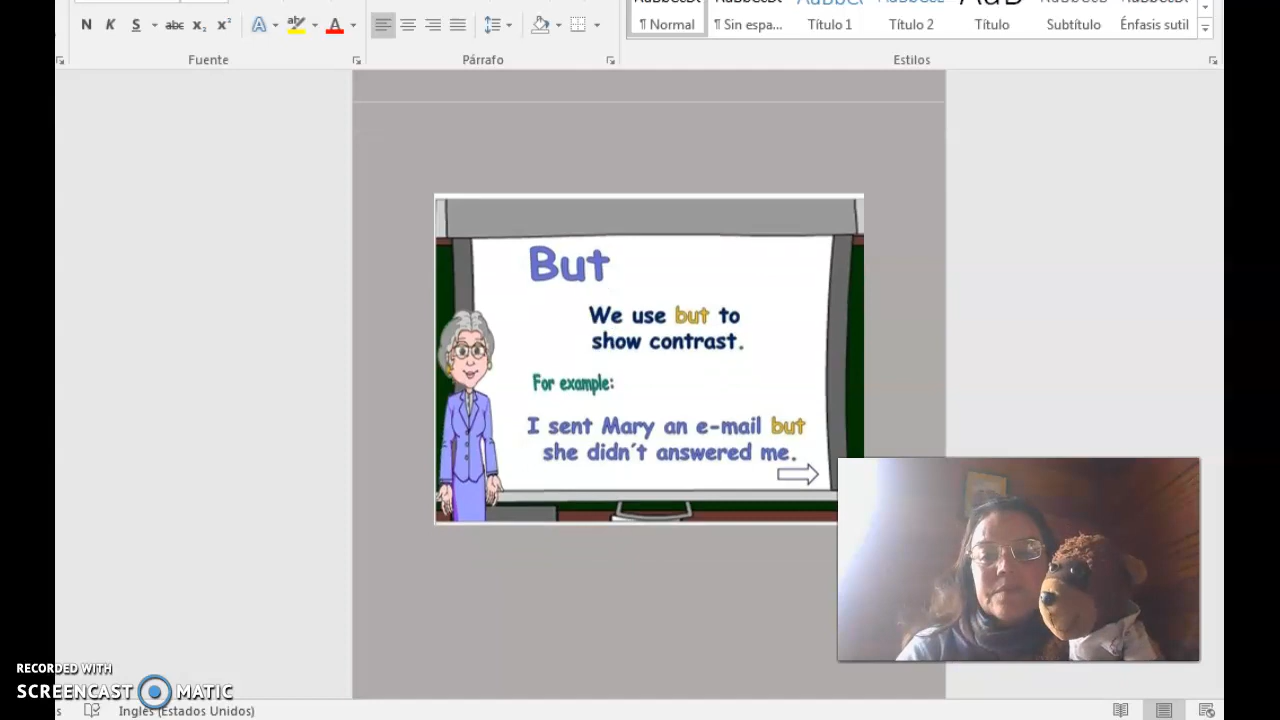 N K S abc x₂ x² A aby A
Fuente
Párrafo
¶ Normal ¶ Sin espa... Título 1 Título 2 Título Subtítulo Énfasis sutil
Estilos
But
We use but to
show contrast.
For example:
I sent Mary an e-mail but
she didn´t answered me.
RECORDED WITH
SCREENCAST MATIC
s Inglés (Estados Unidos)